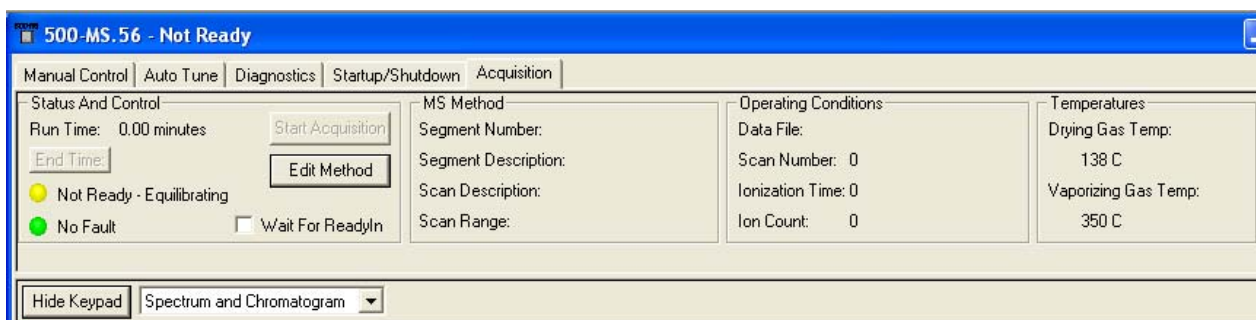 500-MS.56 - Not Ready
Manual Control Auto Tune Diagnostics Startup/Shutdown Acquisition
Status And Control
Run Time: 0.00 minutes
Start Acquisition
End Time:
Edit Method
Not Ready - Equilibrating
No Fault
Wait For ReadyIn
MS Method
Segment Number:
Segment Description:
Scan Description:
Scan Range:
Operating Conditions
Data File:
Scan Number: 0
Ionization Time: 0
Ion Count: 0
Temperatures
Drying Gas Temp:
138 C
Vaporizing Gas Temp:
350 C
Hide Keypad Spectrum and Chromatogram